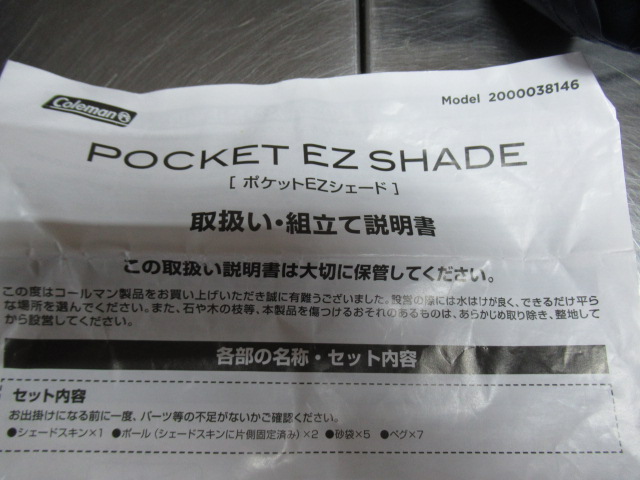 Coleman
Model 2000038146
POCKET EZ SHADE
[ ポケットEZシェード ]
取扱い・組立て説明書
この取扱い説明書は大切に保管してください。
この度はコールマン製品をお買い上げいただき誠に有難うございました。設営の際には水はけが良く、できるだけ平ら
な場所を選んでください。また、石や木の枝等、本製品を傷つけるおそれのあるものは、あらかじめ取り除き、整地して
から設営してください。
各部の名称・セット内容
セット内容
お出掛けになる前に一度、パーツ等の不足がないかご確認ください。
●シェードスキン×1 ●ポール(シェードスキンに片側固定済み)×2 ●砂袋×5 ●ペグ×7